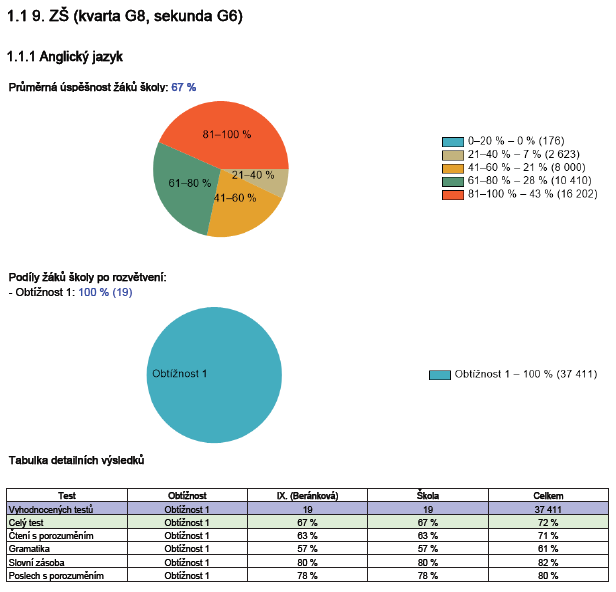 1.1 9. ZŠ (kvarta G8, sekunda G6)
1.1.1 Anglický jazyk
Průměrná úspěšnost žáků školy: 67 %
81–100 %
21–40 %
61–80 %
41–60 %
0–20 % – 0 % (176)
21–40 % – 7 % (2 623)
41–60 % – 21 % (8 000)
61–80 % – 28 % (10 410)
81–100 % – 43 % (16 202)
Podíly žáků školy po rozvětvení:
- Obtížnost 1: 100 % (19)
Obtížnost 1
Obtížnost 1 – 100 % (37 411)
Tabulka detailních výsledků
Test Obtížnost IX. (Beránková) Škola Celkem
Vyhodnocených testů Obtížnost 1 19 19 37 411
Celý test Obtížnost 1 67 % 67 % 72 %
Čtení s porozuměním Obtížnost 1 63 % 63 % 71 %
Gramatika Obtížnost 1 57 % 57 % 61 %
Slovní zásoba Obtížnost 1 80 % 80 % 82 %
Poslech s porozuměním Obtížnost 1 78 % 78 % 80 %